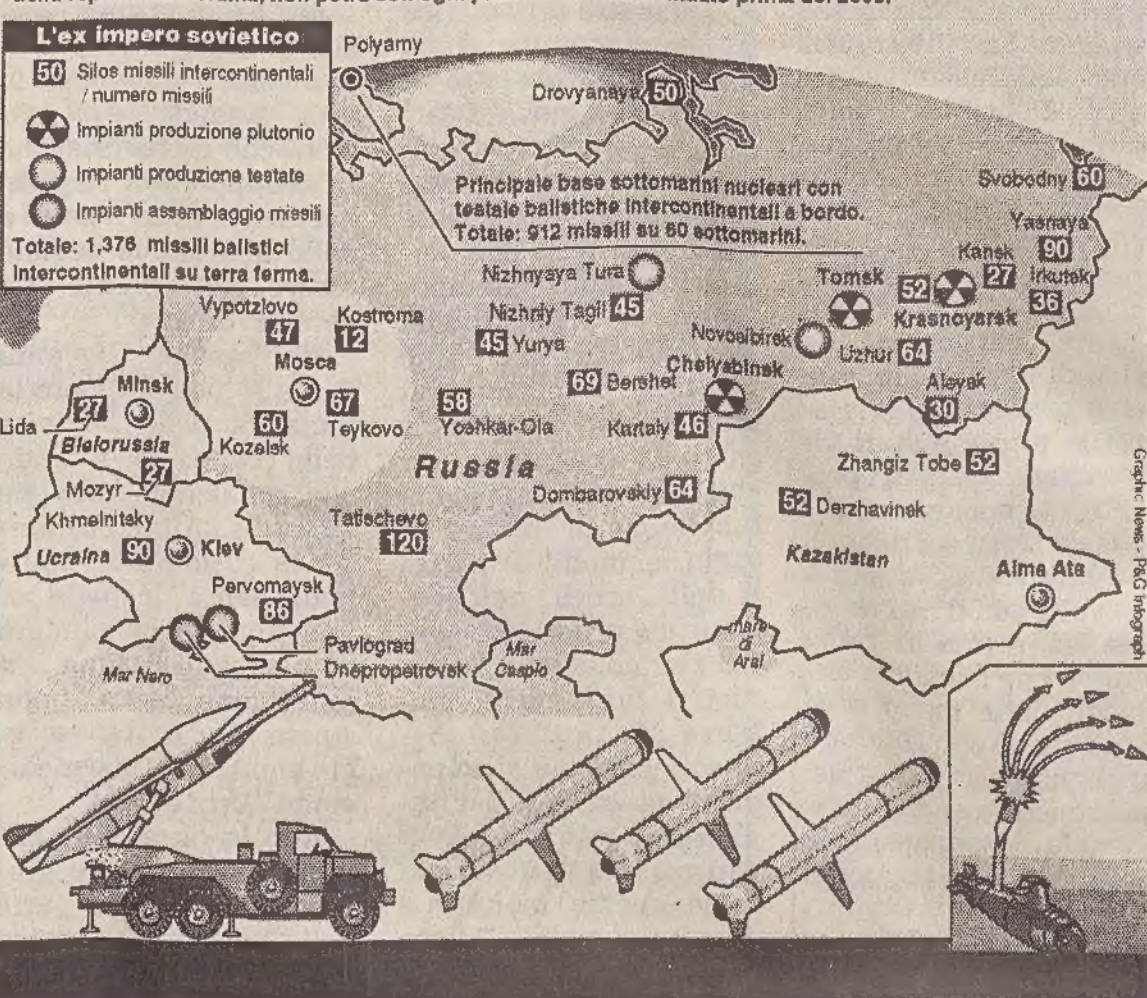 L'ex impero sovietico
50 Silos missili intercontinentali
/ numero missili
Impianti produzione plutonio
Impianti produzione testate
Impianti assemblaggio missili
Totale: 1,376 missili balistici
intercontinentali su terra ferma.
Polyarny
Drovyanaya 50
Principale base sottomarini nucleari con
testate balistiche intercontinentali a bordo.
Totale: 912 missili su 60 sottomarini.
Svobodny 60
Yasnaya
90
Kansk
27
Irkutsk
36
Tomsk
52
Krasnoyarsk
Nizhnyaya Tura
Vypotzlovo
47
Kostroma
12
Nizhniy Tagil 45
45 Yurya
Novosibirsk
Uzhur 64
Mosca
Minsk
27
Lida
Bielorussia
60
Kozelsk
67
Teykovo
58
Yoshkar-Ola
69 Bershet
Chelyabinsk
Kartaly 46
Aleysk
30
27
Mozyr
Russia
Dombarovskiy 64
Zhangiz Tobe 52
52 Derzhavinsk
Khmelnitsky
Ucraina 90 Kiev
Tatischevo
120
Kazakistan
Alma Ata
Pervomaysk
86
Pavlograd
Dnepropetrovsk
Mar Nero
Mar
Caspio
mare
di
Aral
Graphic News - P&G Infograph